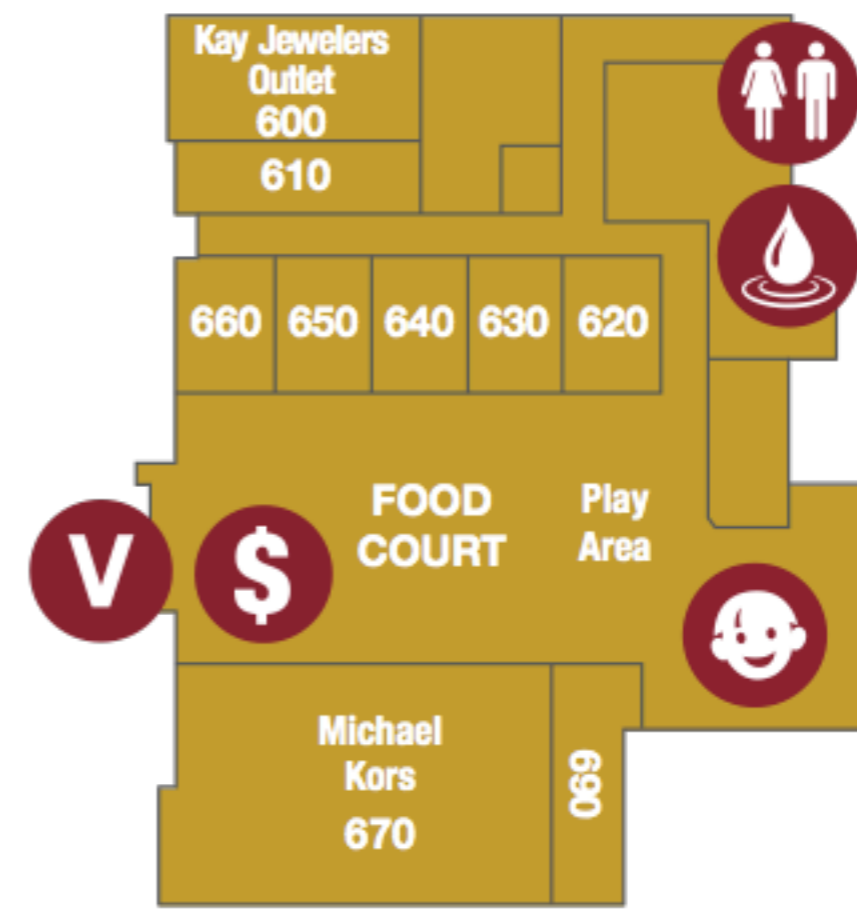 Kay Jewelers
Outlet
600
610
660 650 640 630 620
FOOD
COURT
Play
Area
V $
Michael
Kors
670
690